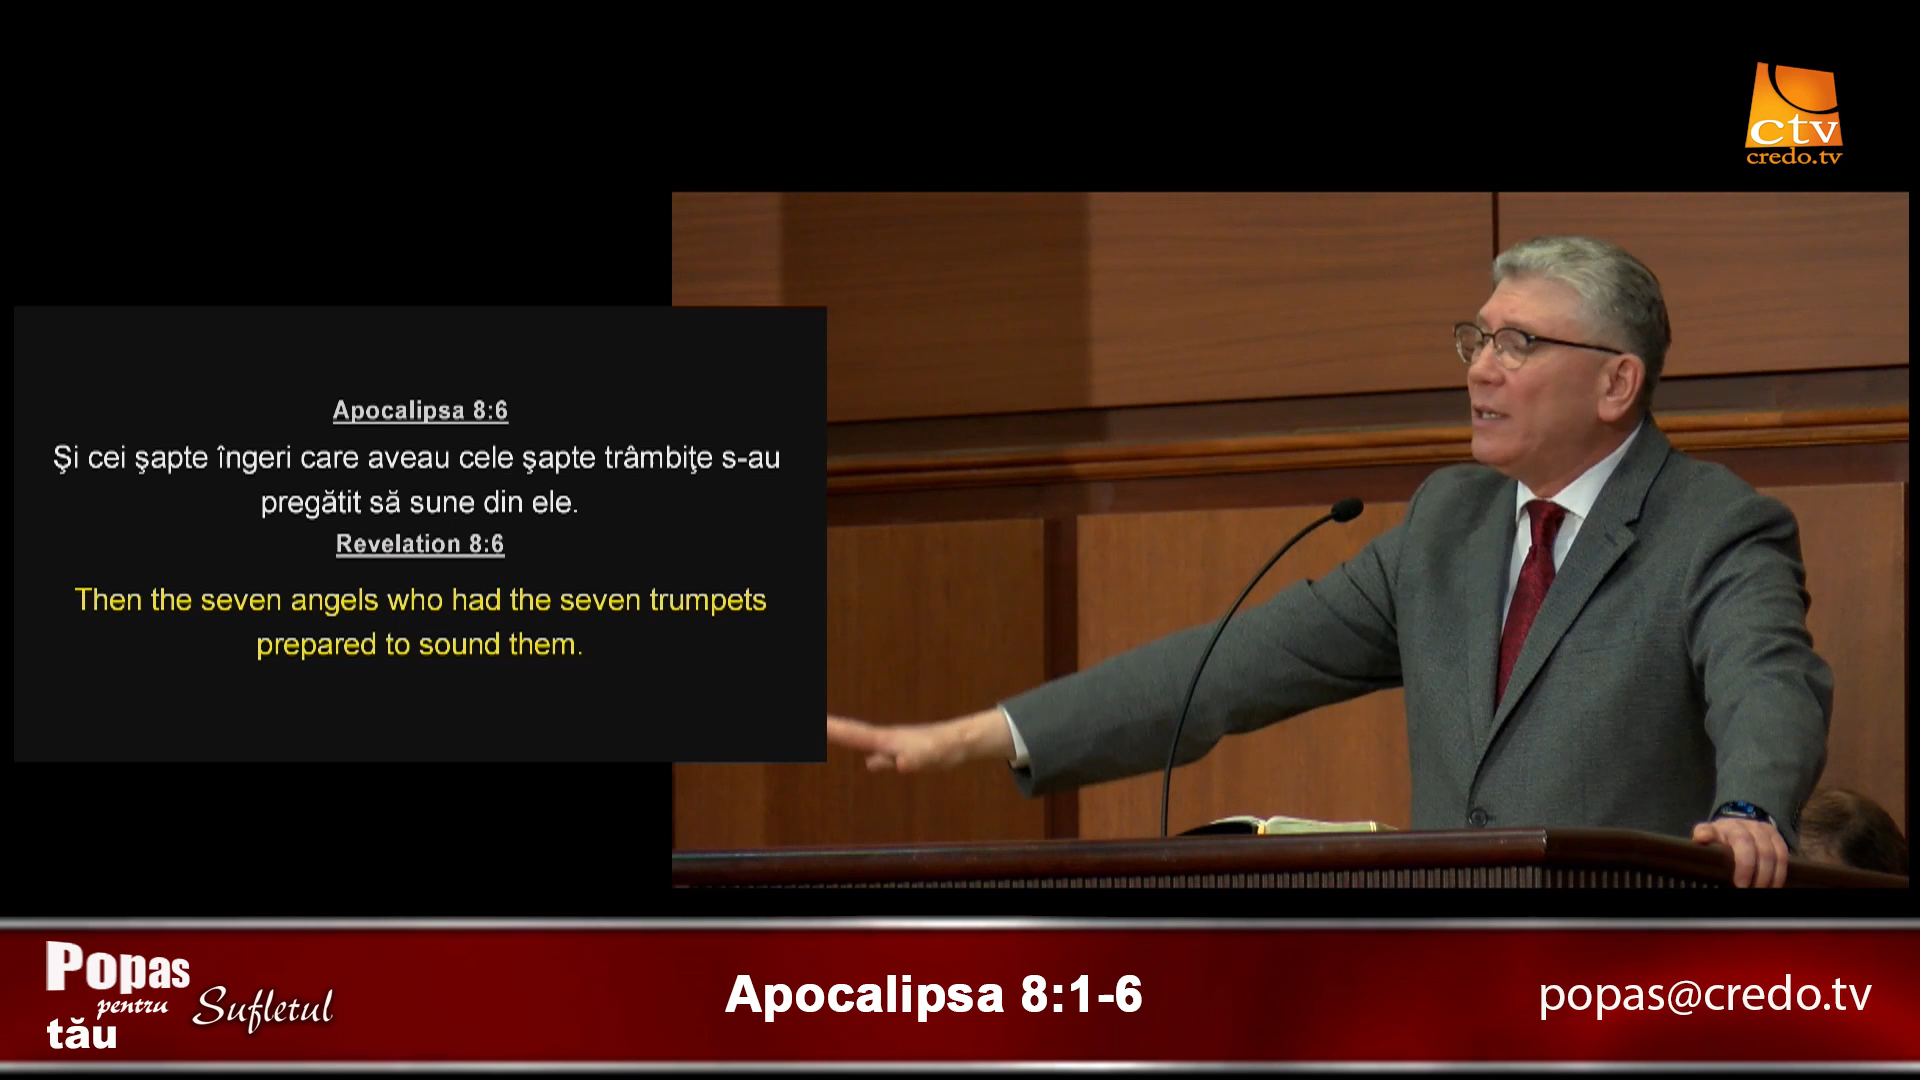 ctv
credo.tv
Apocalipsa 8:6
Şi cei şapte îngeri care aveau cele şapte trâmbiţe s-au
pregătit să sune din ele.
Revelation 8:6
Then the seven angels who had the seven trumpets
prepared to sound them.
Popas
pentru Sufletul
tău
Apocalipsa 8:1-6
popas@credo.tv